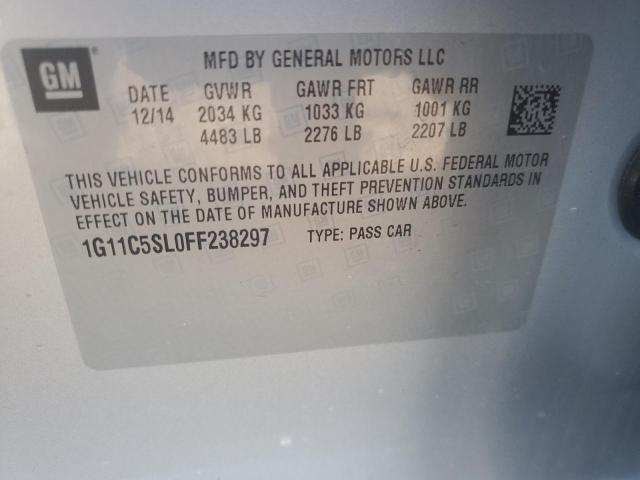 GM
MFD BY GENERAL MOTORS LLC
DATE GVWR GAWR FRT GAWR RR
12/14 2034 KG 1033 KG 1001 KG
4483 LB 2276 LB 2207 LB
THIS VEHICLE CONFORMS TO ALL APPLICABLE U.S. FEDERAL MOTOR
VEHICLE SAFETY, BUMPER, AND THEFT PREVENTION STANDARDS IN
EFFECT ON THE DATE OF MANUFACTURE SHOWN ABOVE.
1G11C5SL0FF238297 TYPE: PASS CAR